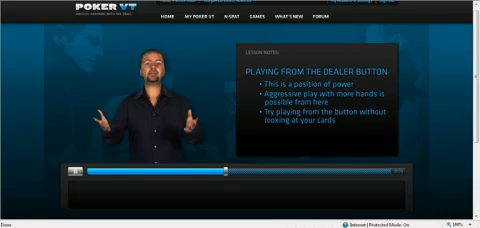 POKER VT
HOME MY POKER VT N-SPAT GAMES WHAT'S NEW FORUM
LESSON NOTES:
PLAYING FROM THE DEALER BUTTON
• This is a position of power
• Aggressive play with more hands is
possible from here
• Try playing from the button without
looking at your cards
Done
Internet | Protected Mode: On
100%